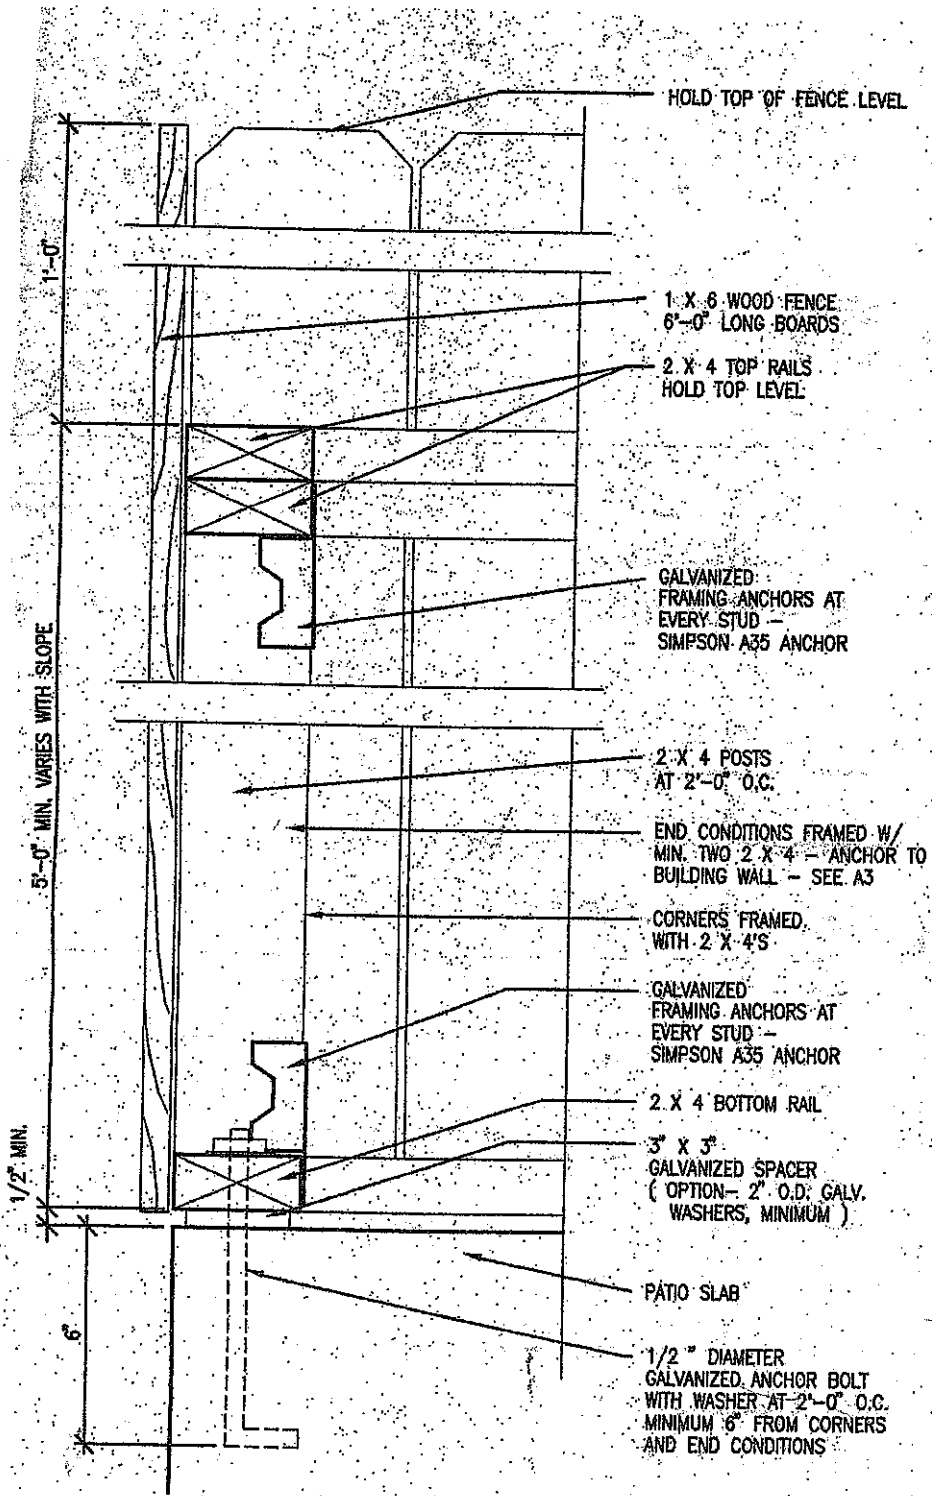 HOLD TOP OF FENCE LEVEL
1'-0"
1 X 6 WOOD FENCE
6'-0" LONG BOARDS
2 X 4 TOP RAILS
HOLD TOP LEVEL
GALVANIZED
FRAMING ANCHORS AT
EVERY STUD -
SIMPSON A35 ANCHOR
5'-0" MIN. VARIES WITH SLOPE
2 X 4 POSTS
AT 2'-0" O.C.
END CONDITIONS FRAMED W/
MIN. TWO 2 X 4 - ANCHOR TO
BUILDING WALL - SEE A3
CORNERS FRAMED
WITH 2 X 4'S
GALVANIZED
FRAMING ANCHORS AT
EVERY STUD -
SIMPSON A35 ANCHOR
2 X 4 BOTTOM RAIL
1/2" MIN.
3" X 3"
GALVANIZED SPACER
( OPTION- 2" O.D. GALV.
WASHERS, MINIMUM )
PATIO SLAB
6"
1/2 " DIAMETER
GALVANIZED ANCHOR BOLT
WITH WASHER AT 2'-0" O.C.
MINIMUM 6" FROM CORNERS
AND END CONDITIONS